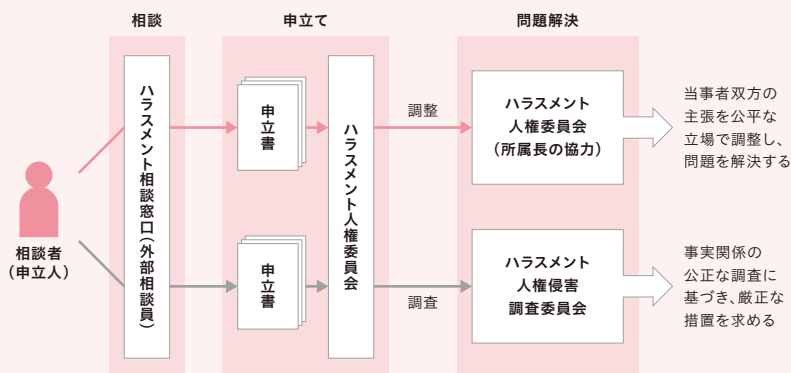 相談
申立て
問題解決
相談者
（申立人）
ハラスメント相談窓口（外部相談員）
申立書
申立書
ハラスメント人権委員会
調整
調査
ハラスメント
人権委員会
（所属長の協力）
ハラスメント
人権侵害
調査委員会
当事者双方の
主張を公平な
立場で調整し、
問題を解決する
事実関係の
公正な調査に
基づき、厳正な
措置を求める